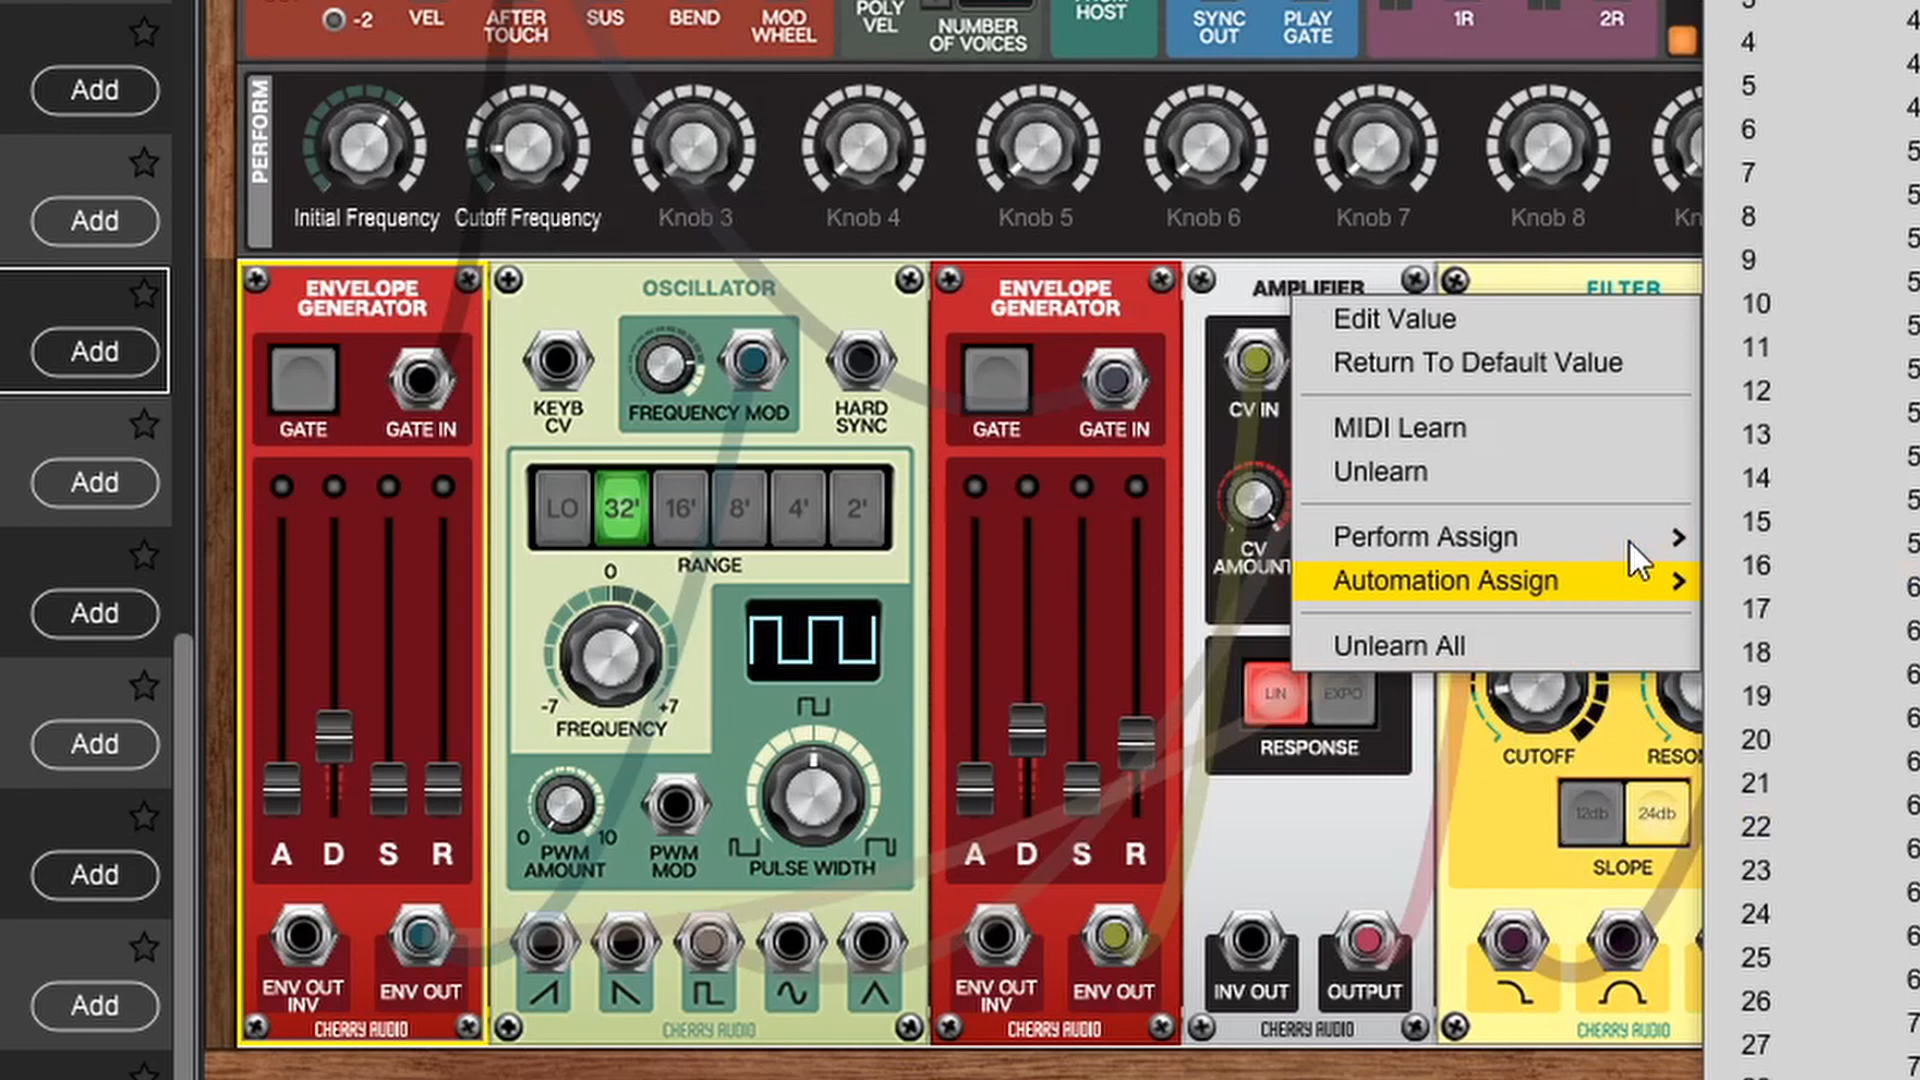 -2
VEL
AFTER
TOUCH
SUS
BEND
MOD
WHEEL
POLY
VEL
NUMBER
OF VOICES
HOST
SYNC
OUT
PLAY
GATE
1R
2R
Add
Add
Add
Add
Add
Add
Add
Add
PERFORM
Initial Frequency
Cutoff Frequency
Knob 3
Knob 4
Knob 5
Knob 6
Knob 7
Knob 8
Kn
ENVELOPE
GENERATOR
GATE
GATE IN
A D S R
ENV OUT
INV
ENV OUT
CHERRY AUDIO
OSCILLATOR
KEYB
CV
FREQUENCY MOD
HARD
SYNC
LO 32' 16' 8' 4' 2'
RANGE
0
-7
+7
FREQUENCY
0
10
PWM
AMOUNT
PWM
MOD
PULSE WIDTH
CHERRY AUDIO
ENVELOPE
GENERATOR
GATE
GATE IN
A D S R
ENV OUT
INV
ENV OUT
CHERRY AUDIO
AMPLIFIER
CV IN
CV
AMOUNT
LIN
EXPO
RESPONSE
INV OUT
OUTPUT
CHERRY AUDIO
FILTER
CUTOFF
RESO
12db
24db
SLOPE
CHERRY AUDIO
Edit Value
Return To Default Value
MIDI Learn
Unlearn
Perform Assign
Automation Assign
Unlearn All
4
5
6
7
8
9
10
11
12
13
14
15
16
17
18
19
20
21
22
23
24
25
26
27